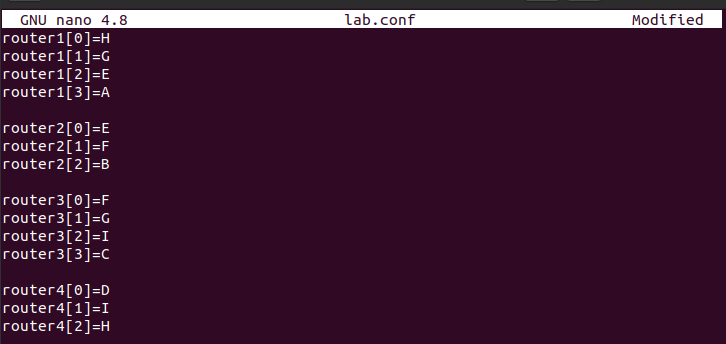 GNU nano 4.8 lab.conf Modified
router1[0]=H
router1[1]=G
router1[2]=E
router1[3]=A
router2[0]=E
router2[1]=F
router2[2]=B
router3[0]=F
router3[1]=G
router3[2]=I
router3[3]=C
router4[0]=D
router4[1]=I
router4[2]=H